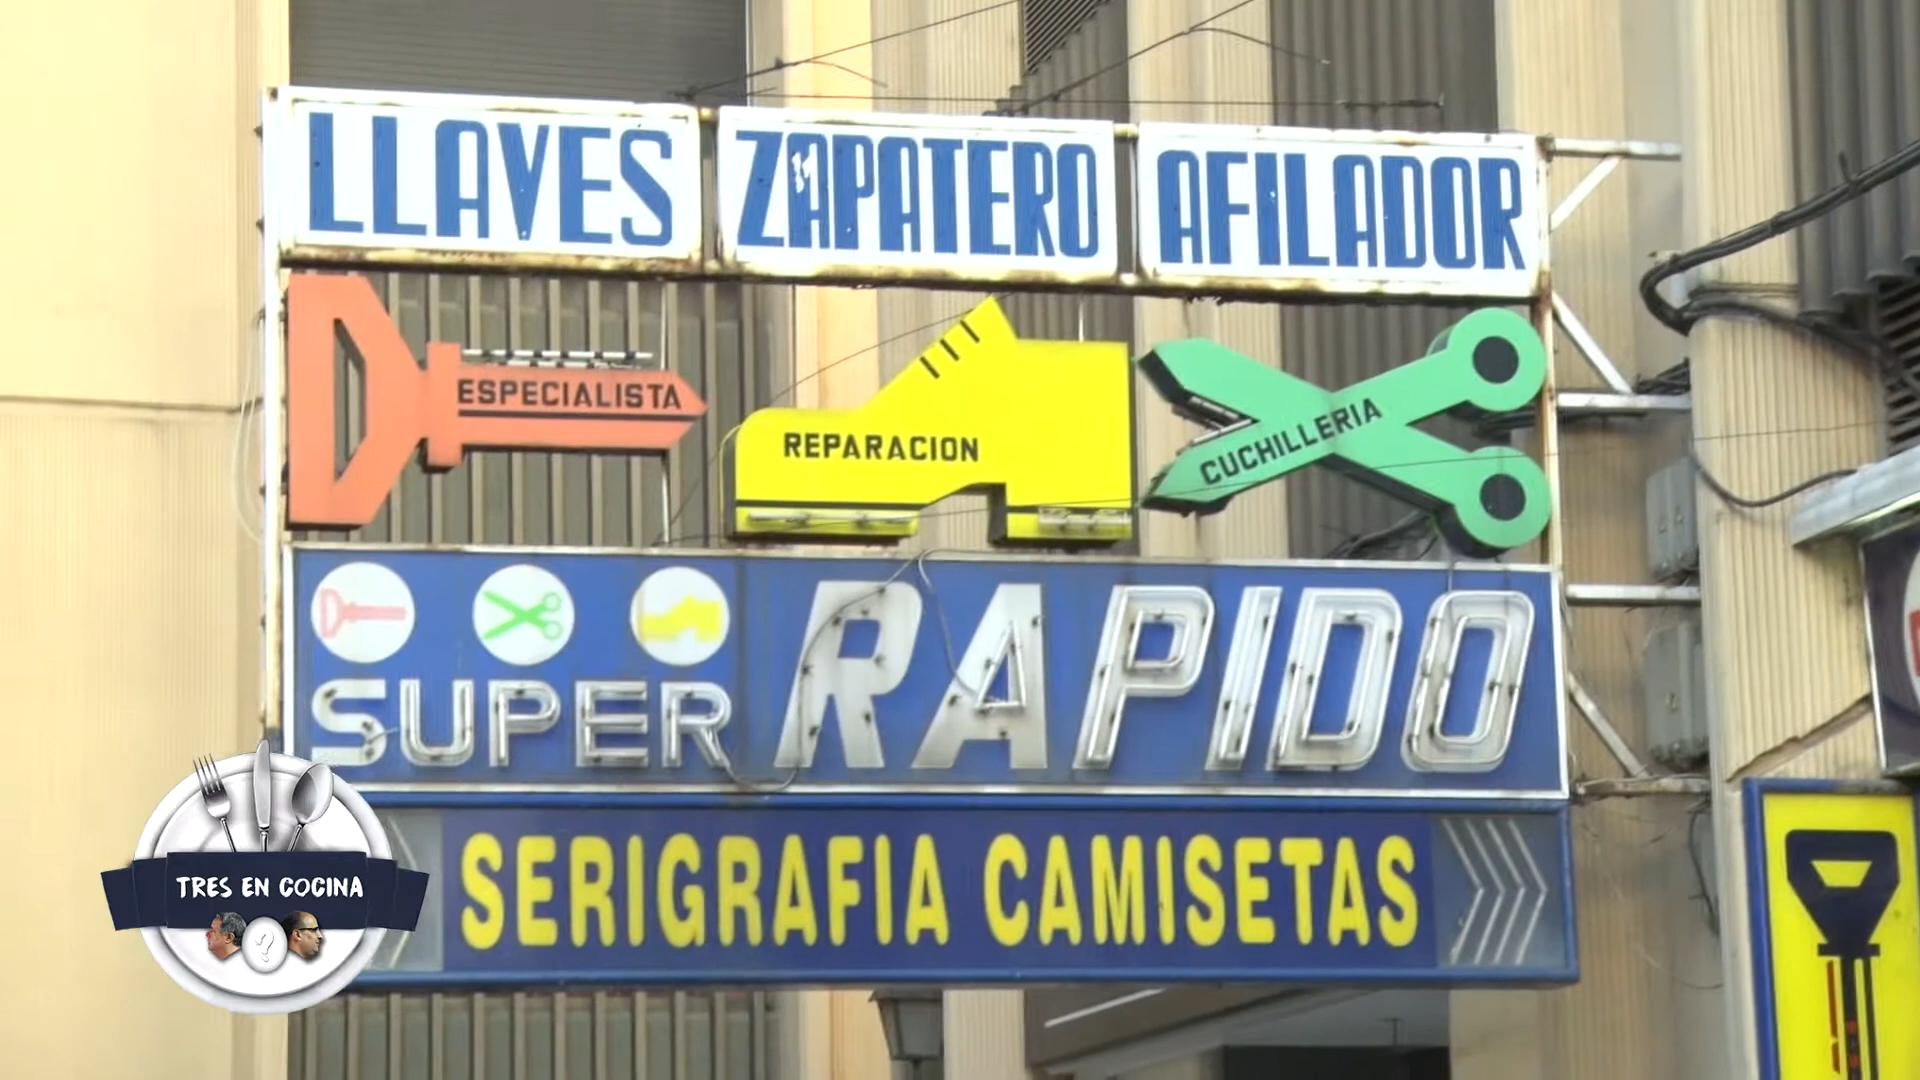 LLAVES ZAPATERO AFILADOR
ESPECIALISTA
REPARACION
CUCHILLERIA
SUPER RAPIDO
SERIGRAFIA CAMISETAS
TRES EN COCINA
?